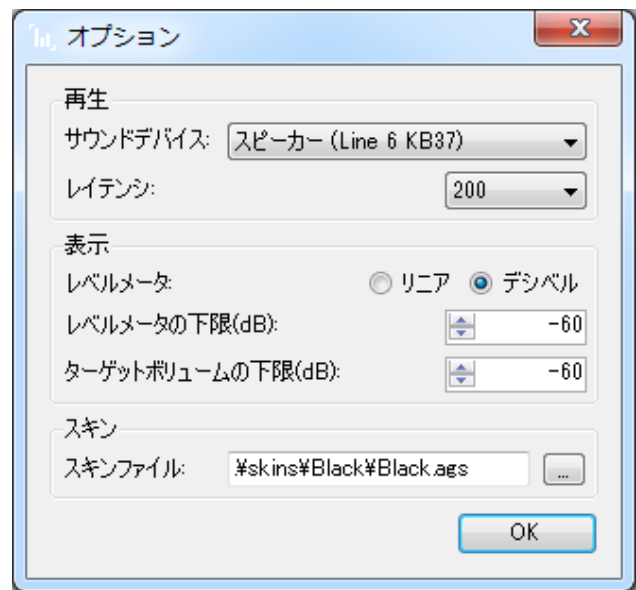 オプション
再生
サウンドデバイス: スピーカー (Line 6 KB37)
レイテンシ: 200
表示
レベルメータ: リニア デシベル
レベルメータの下限(dB): -60
ターゲットボリュームの下限(dB): -60
スキン
スキンファイル: .¥skins¥Black¥Black.ags ...
OK